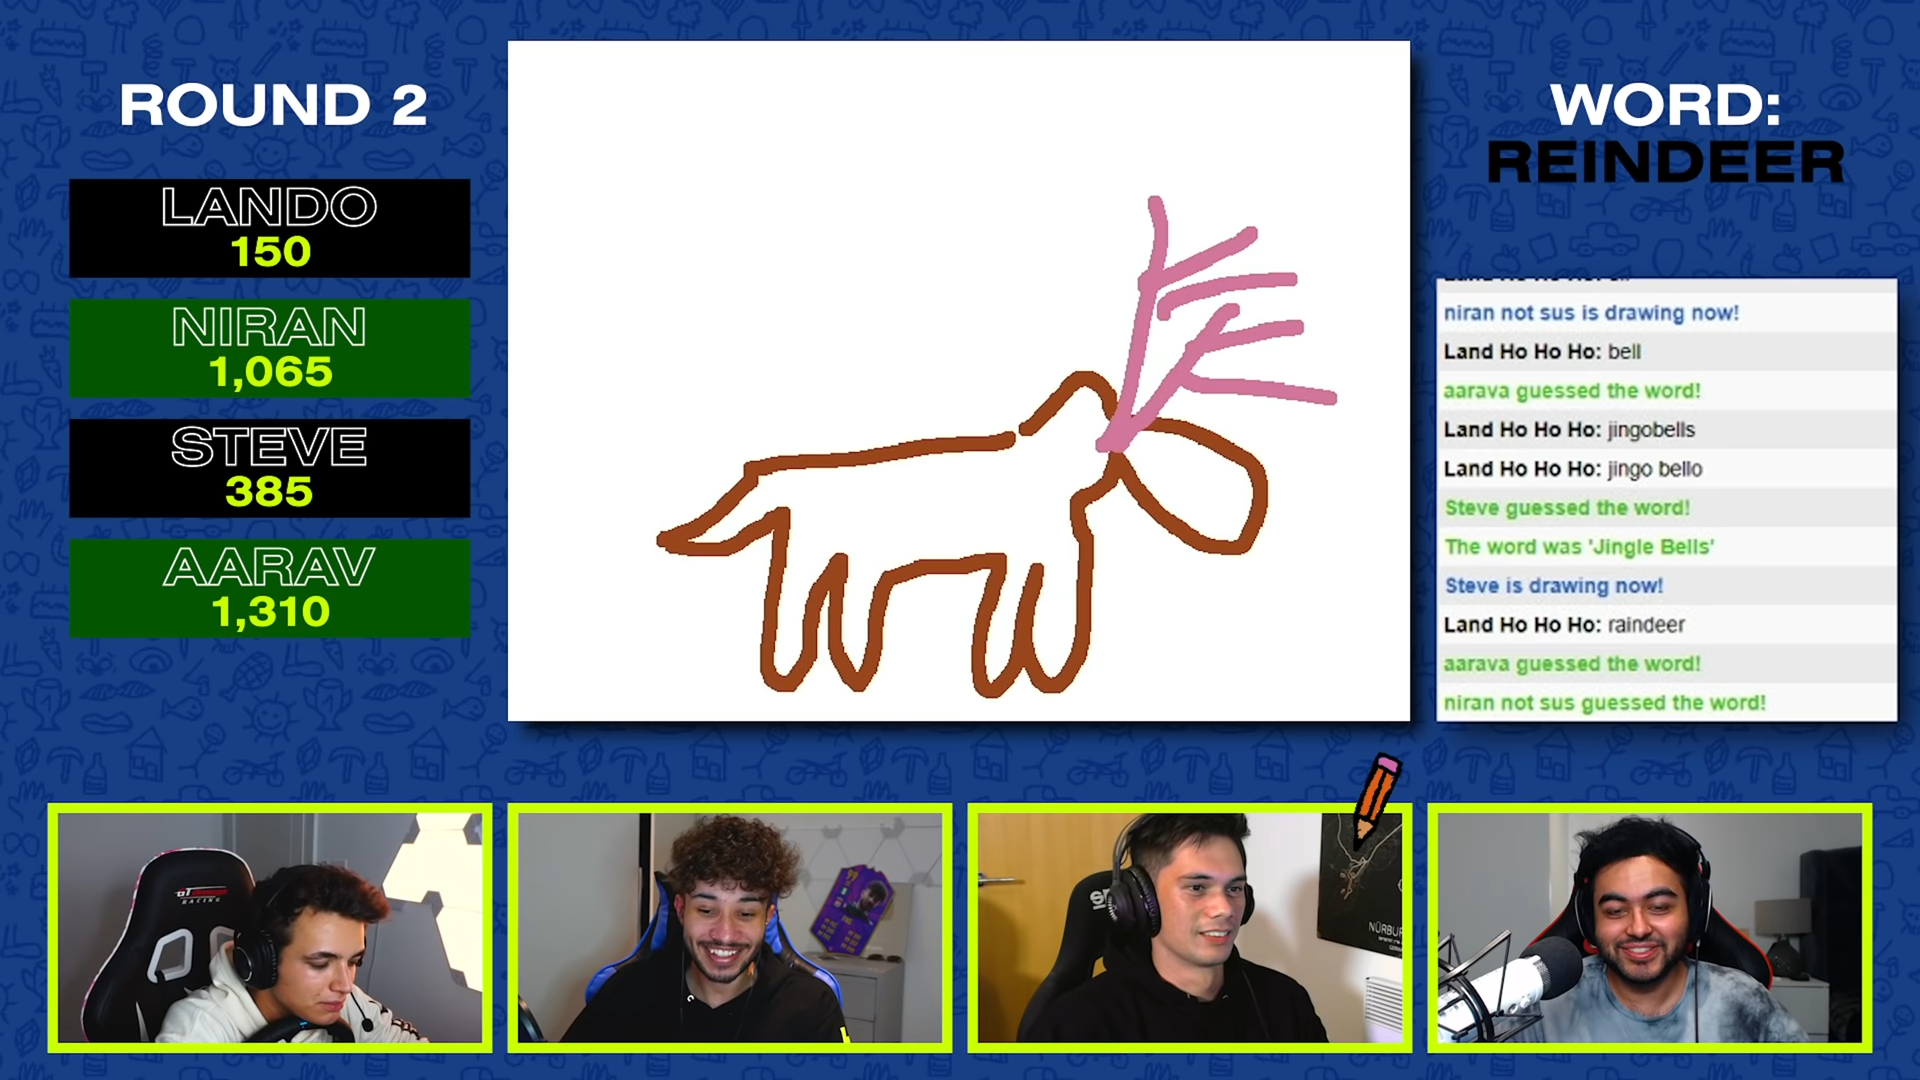 ROUND 2
LANDO
150
NIRAN
1,065
STEVE
385
AARAV
1,310
WORD:
REINDEER
niran not sus is drawing now!
Land Ho Ho Ho: bell
aarava guessed the word!
Land Ho Ho Ho: jingobells
Land Ho Ho Ho: jingo bello
Steve guessed the word!
The word was 'Jingle Bells'
Steve is drawing now!
Land Ho Ho Ho: raindeer
aarava guessed the word!
niran not sus guessed the word!
RACING
99